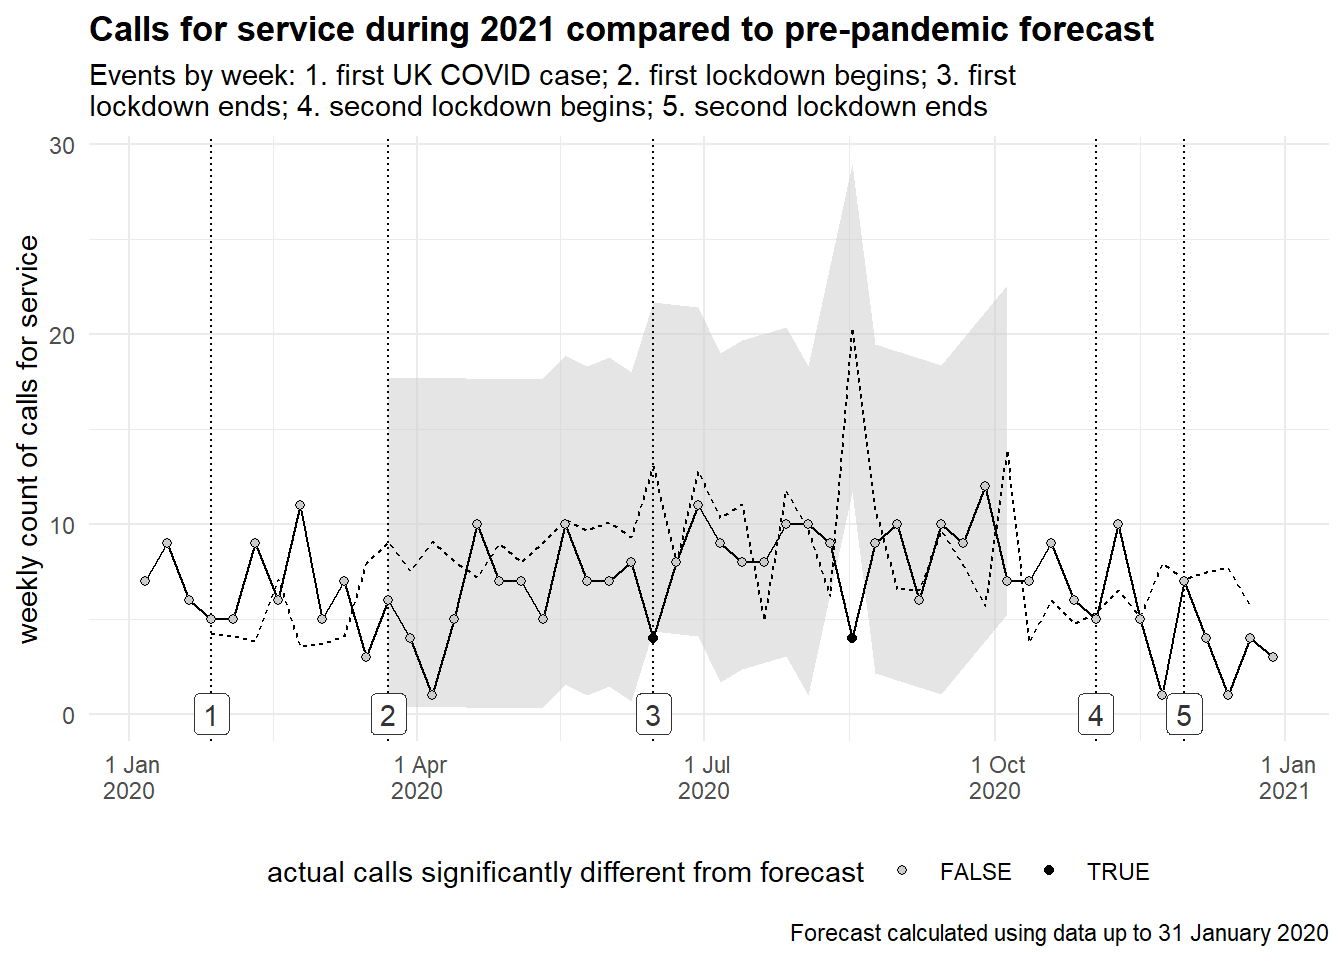 Calls for service during 2021 compared to pre-pandemic forecast
Events by week: 1. first UK COVID case; 2. first lockdown begins; 3. first
lockdown ends; 4. second lockdown begins; 5. second lockdown ends
weekly count of calls for service
30
20
10
0
1
2
3
4
5
1 Jan
2020
1 Apr
2020
1 Jul
2020
1 Oct
2020
1 Jan
2021
actual calls significantly different from forecast FALSE TRUE
Forecast calculated using data up to 31 January 2020